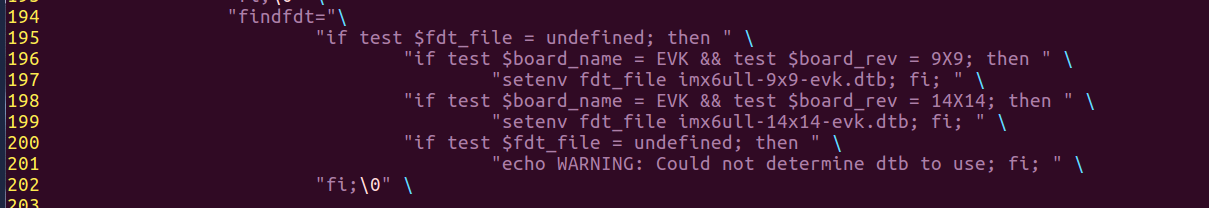 193 "fi;\0" \
194 "findfdt="\
195 "if test $fdt_file = undefined; then " \
196 "if test $board_name = EVK && test $board_rev = 9X9; then " \
197 "setenv fdt_file imx6ull-9x9-evk.dtb; fi; " \
198 "if test $board_name = EVK && test $board_rev = 14X14; then " \
199 "setenv fdt_file imx6ull-14x14-evk.dtb; fi; " \
200 "if test $fdt_file = undefined; then " \
201 "echo WARNING: Could not determine dtb to use; fi; " \
202 "fi;\0" \
203